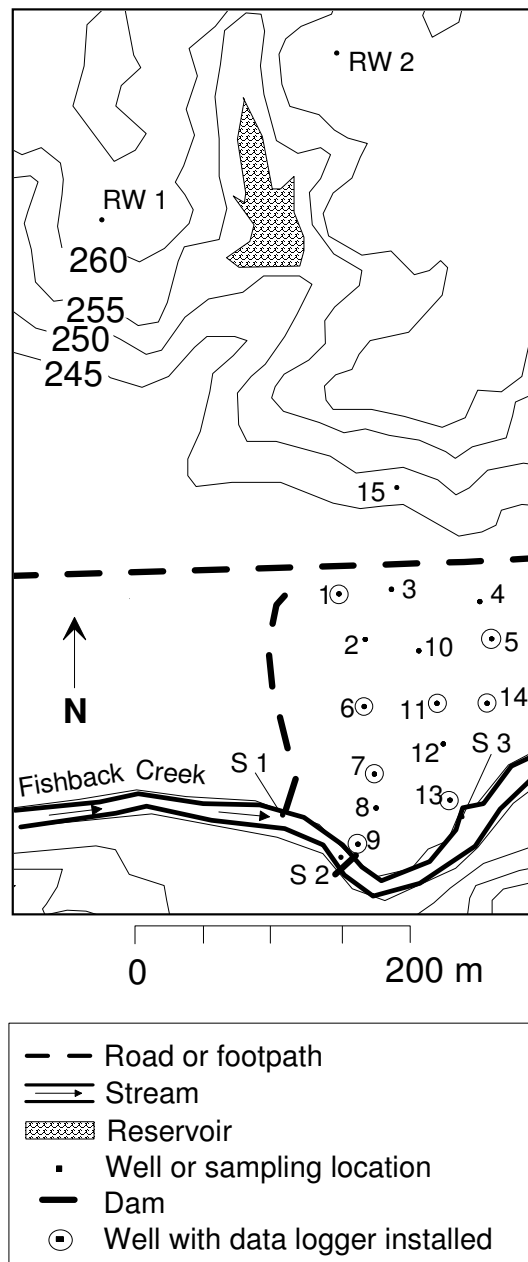 RW 2
RW 1
260
255
250
245
15
1
3
4
2
10
5
6
11
14
N
12
S 3
7
S 1
Fishback Creek
13
8
9
S 2
0
200 m
Road or footpath
Stream
Reservoir
Well or sampling location
Dam
Well with data logger installed